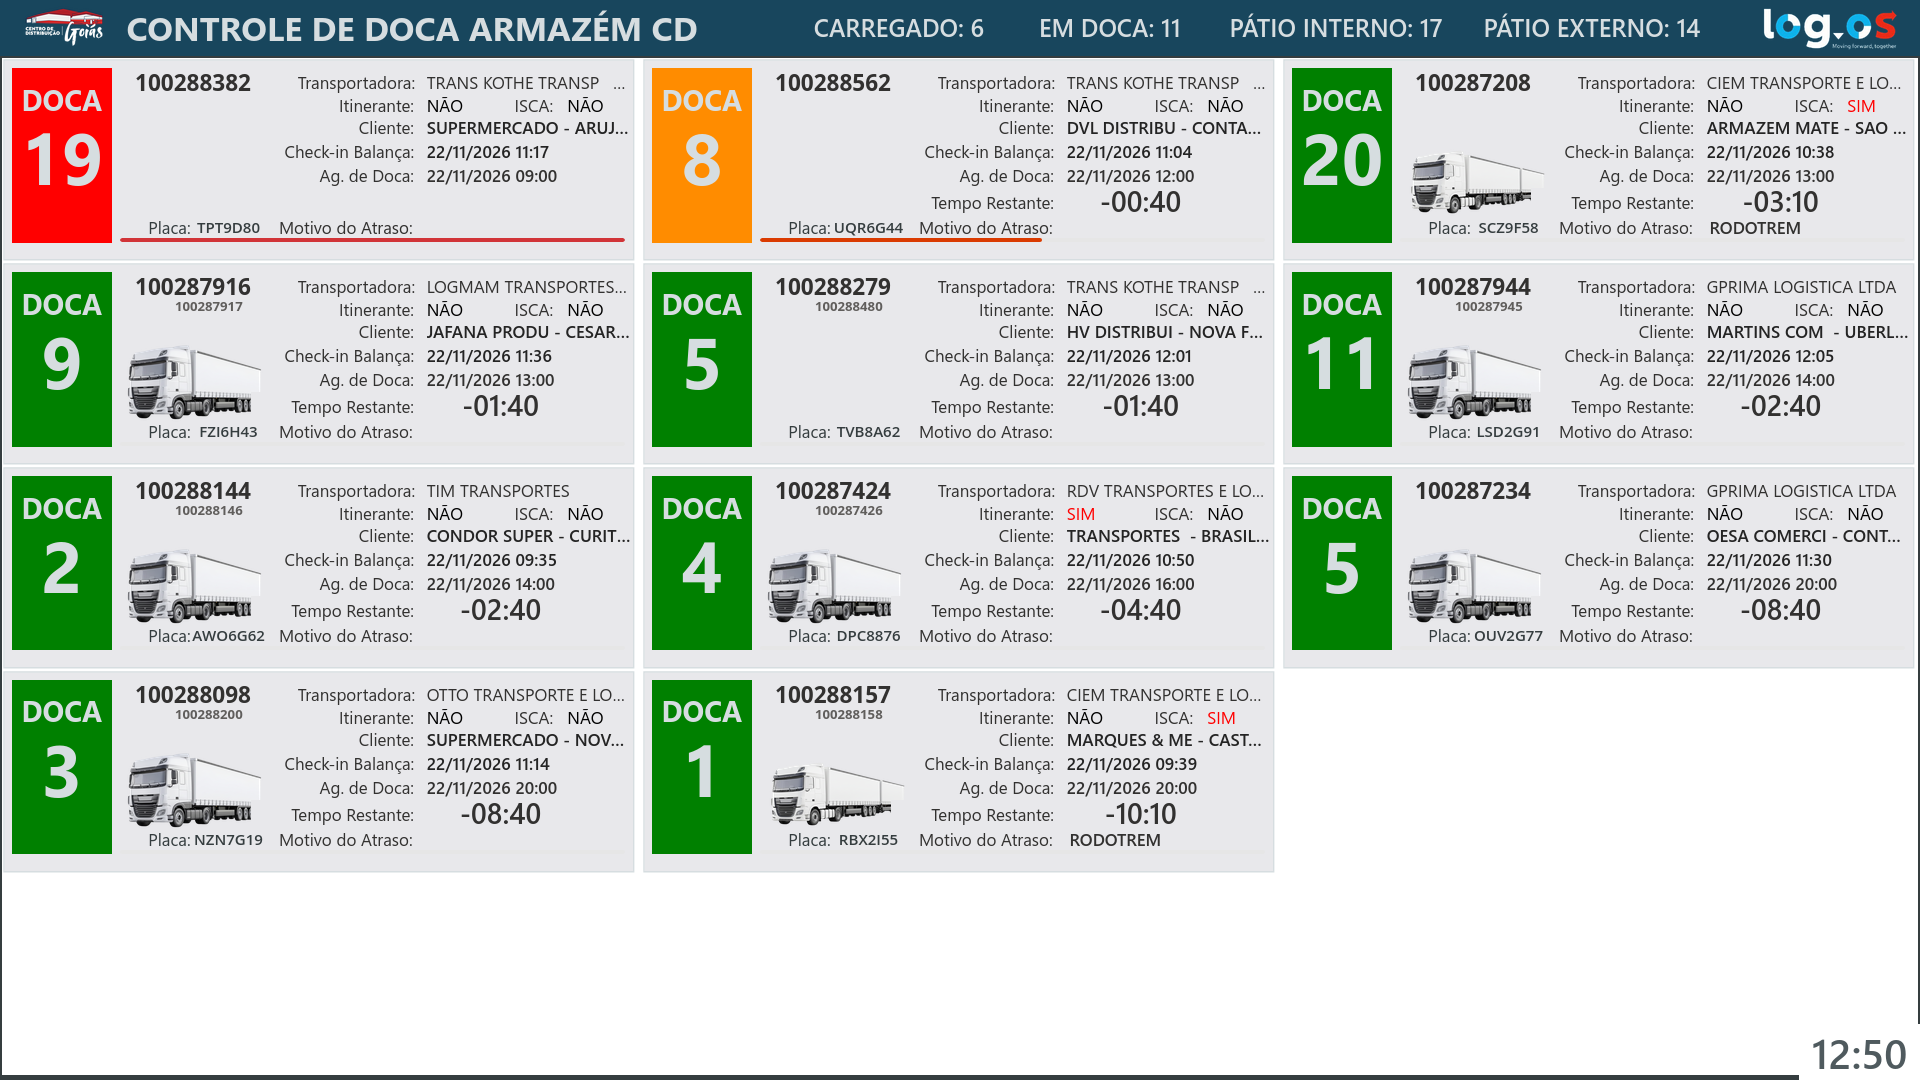 CENTRO DE DISTRIBUIÇÃO Goiás
CONTROLE DE DOCA ARMAZÉM CD
CARREGADO: 6
EM DOCA: 11
PÁTIO INTERNO: 17
PÁTIO EXTERNO: 14
log.os
Moving forward, together
DOCA
19
100288382
Transportadora: TRANS KOTHE TRANSP ...
Itinerante: NÃO ISCA: NÃO
Cliente: SUPERMERCADO - ARUJ...
Check-in Balança: 22/11/2026 11:17
Ag. de Doca: 22/11/2026 09:00
Placa: TPT9D80 Motivo do Atraso:
DOCA
8
100288562
Transportadora: TRANS KOTHE TRANSP ...
Itinerante: NÃO ISCA: NÃO
Cliente: DVL DISTRIBU - CONTA...
Check-in Balança: 22/11/2026 11:04
Ag. de Doca: 22/11/2026 12:00
Tempo Restante: -00:40
Placa: UQR6G44 Motivo do Atraso:
DOCA
20
100287208
Transportadora: CIEM TRANSPORTE E LO...
Itinerante: NÃO ISCA: SIM
Cliente: ARMAZEM MATE - SAO ...
Check-in Balança: 22/11/2026 10:38
Ag. de Doca: 22/11/2026 13:00
Tempo Restante: -03:10
Placa: SCZ9F58 Motivo do Atraso: RODOTREM
DOCA
9
100287916
100287917
Transportadora: LOGMAM TRANSPORTES...
Itinerante: NÃO ISCA: NÃO
Cliente: JAFANA PRODU - CESAR...
Check-in Balança: 22/11/2026 11:36
Ag. de Doca: 22/11/2026 13:00
Tempo Restante: -01:40
Placa: FZI6H43 Motivo do Atraso:
DOCA
5
100288279
100288480
Transportadora: TRANS KOTHE TRANSP ...
Itinerante: NÃO ISCA: NÃO
Cliente: HV DISTRIBUI - NOVA F...
Check-in Balança: 22/11/2026 12:01
Ag. de Doca: 22/11/2026 13:00
Tempo Restante: -01:40
Placa: TVB8A62 Motivo do Atraso:
DOCA
11
100287944
100287945
Transportadora: GPRIMA LOGISTICA LTDA
Itinerante: NÃO ISCA: NÃO
Cliente: MARTINS COM - UBERL...
Check-in Balança: 22/11/2026 12:05
Ag. de Doca: 22/11/2026 14:00
Tempo Restante: -02:40
Placa: LSD2G91 Motivo do Atraso:
DOCA
2
100288144
100288146
Transportadora: TIM TRANSPORTES
Itinerante: NÃO ISCA: NÃO
Cliente: CONDOR SUPER - CURIT...
Check-in Balança: 22/11/2026 09:35
Ag. de Doca: 22/11/2026 14:00
Tempo Restante: -02:40
Placa: AWO6G62 Motivo do Atraso:
DOCA
4
100287424
100287426
Transportadora: RDV TRANSPORTES E LO...
Itinerante: SIM ISCA: NÃO
Cliente: TRANSPORTES - BRASIL...
Check-in Balança: 22/11/2026 10:50
Ag. de Doca: 22/11/2026 16:00
Tempo Restante: -04:40
Placa: DPC8876 Motivo do Atraso:
DOCA
5
100287234
Transportadora: GPRIMA LOGISTICA LTDA
Itinerante: NÃO ISCA: NÃO
Cliente: OESA COMERCI - CONT...
Check-in Balança: 22/11/2026 11:30
Ag. de Doca: 22/11/2026 20:00
Tempo Restante: -08:40
Placa: OUV2G77 Motivo do Atraso:
DOCA
3
100288098
100288200
Transportadora: OTTO TRANSPORTE E LO...
Itinerante: NÃO ISCA: NÃO
Cliente: SUPERMERCADO - NOV...
Check-in Balança: 22/11/2026 11:14
Ag. de Doca: 22/11/2026 20:00
Tempo Restante: -08:40
Placa: NZN7G19 Motivo do Atraso:
DOCA
1
100288157
100288158
Transportadora: CIEM TRANSPORTE E LO...
Itinerante: NÃO ISCA: SIM
Cliente: MARQUES & ME - CAST...
Check-in Balança: 22/11/2026 09:39
Ag. de Doca: 22/11/2026 20:00
Tempo Restante: -10:10
Placa: RBX2I55 Motivo do Atraso: RODOTREM
12:50